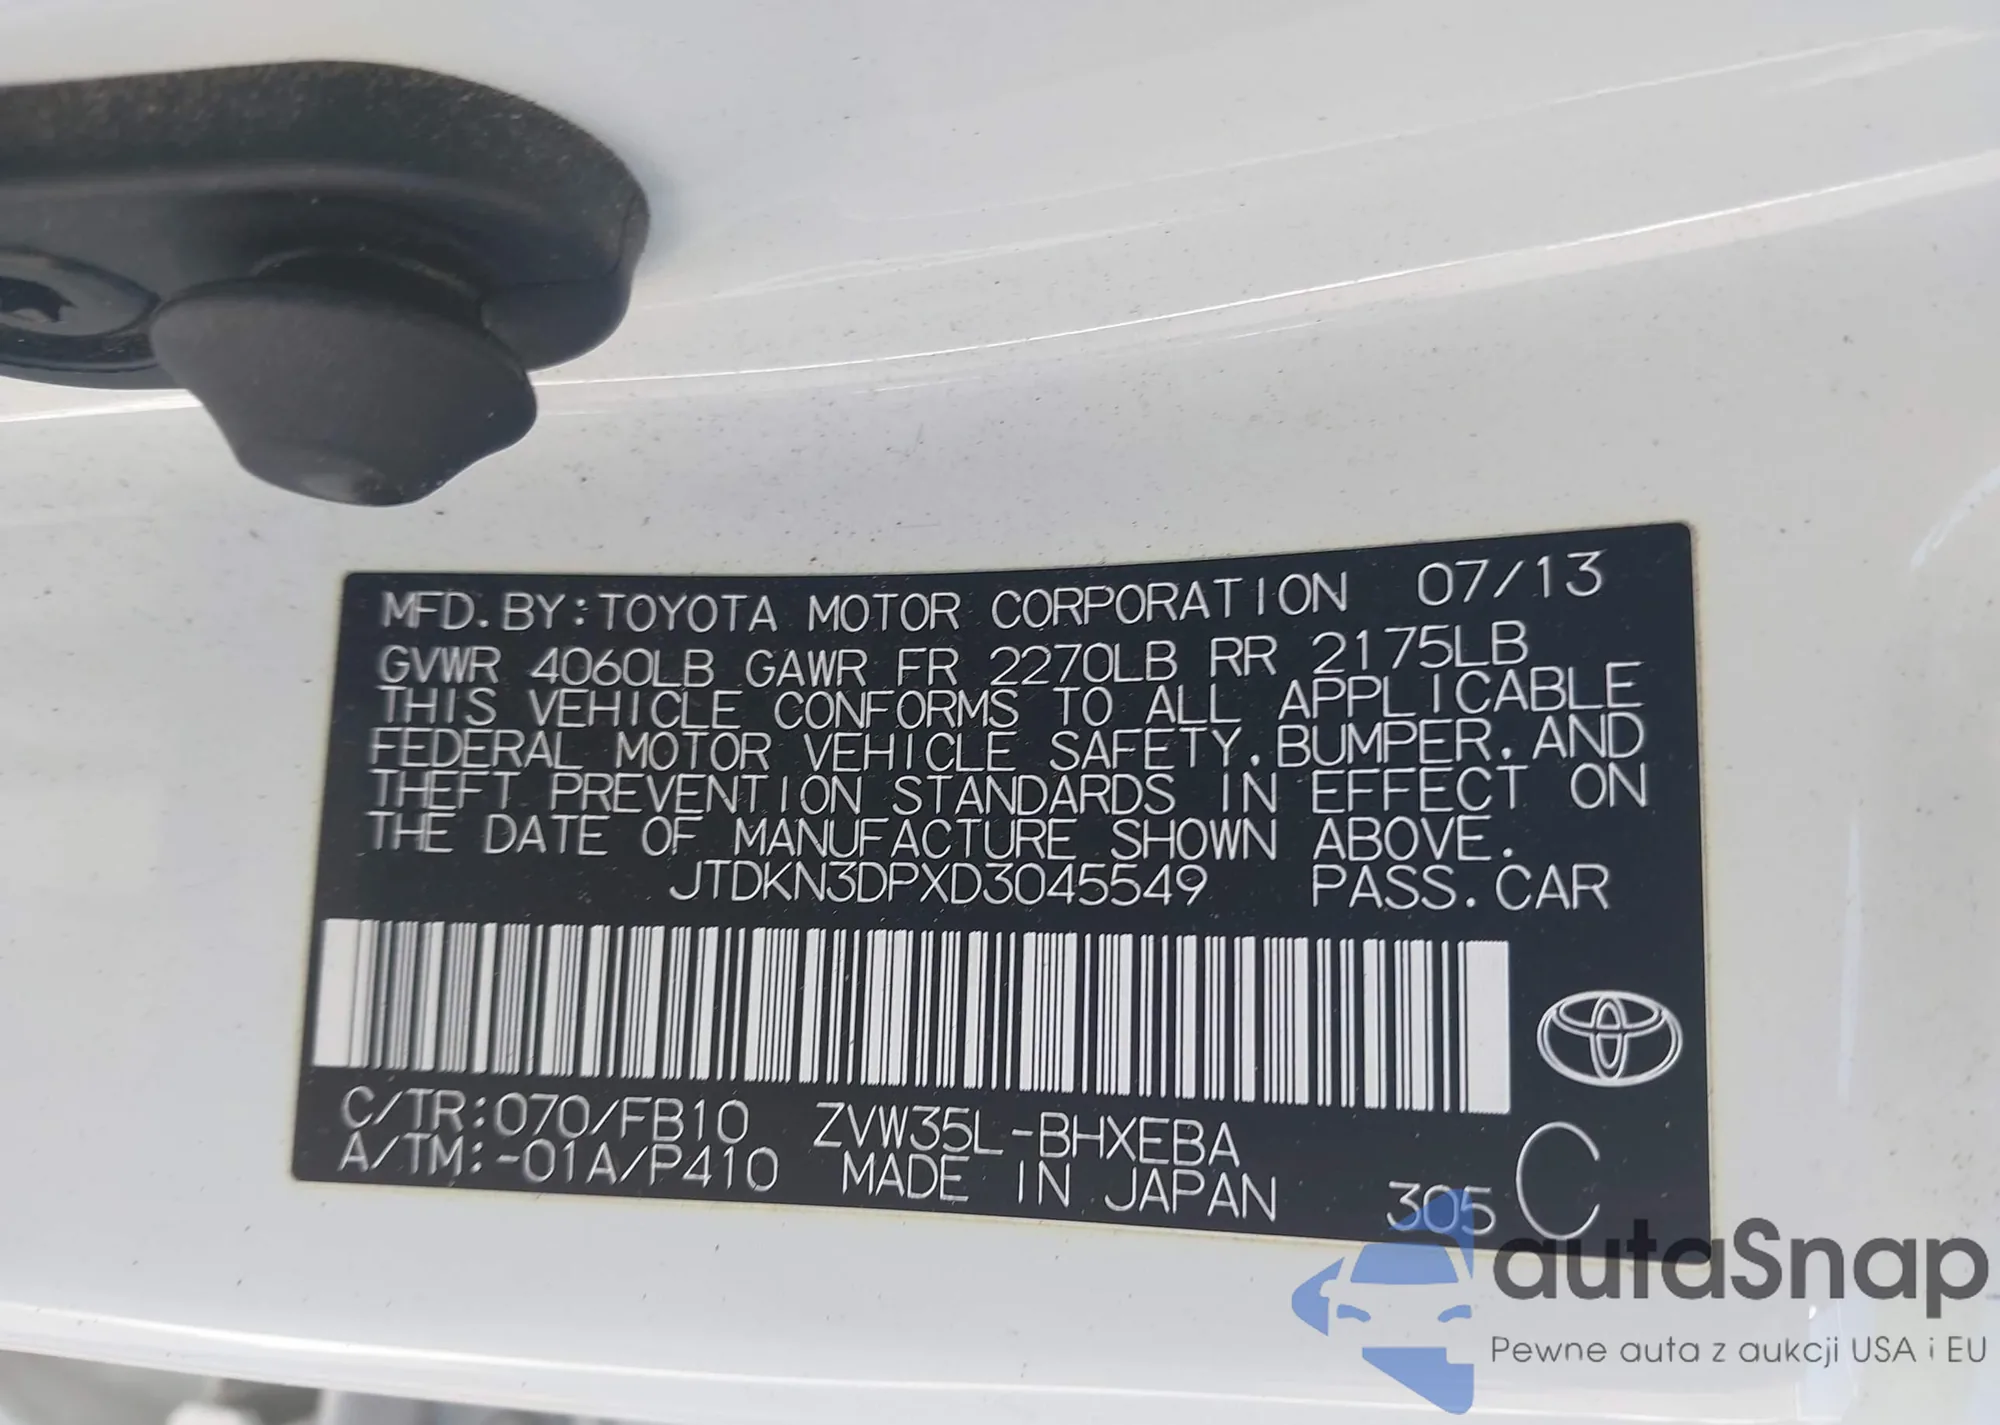 MFD. BY: TOYOTA MOTOR CORPORATION 07/13
GVWR 4060LB GAWR FR 2270LB RR 2175LB
THIS VEHICLE CONFORMS TO ALL APPLICABLE
FEDERAL MOTOR VEHICLE SAFETY, BUMPER, AND
THEFT PREVENTION STANDARDS IN EFFECT ON
THE DATE OF MANUFACTURE SHOWN ABOVE.
JTDKN3DPXD3045549 PASS. CAR
C/TR: 070/FB10 ZVW35L-BHXEBA
A/TM: -01A/P410 MADE IN JAPAN 305 C
autaSnap
Pewne auta z aukcji USA i EU